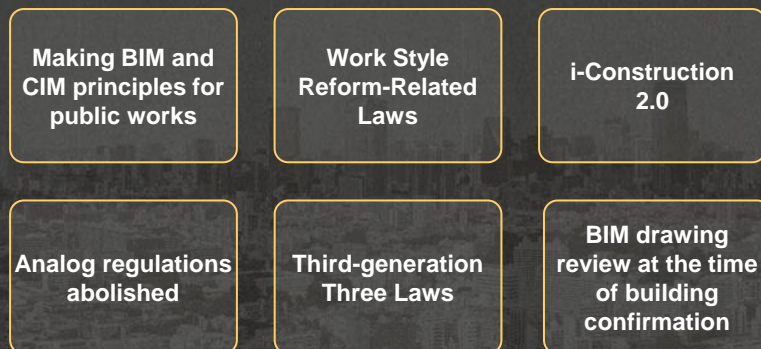 Making BIM and
CIM principles for
public works
Work Style
Reform-Related
Laws
i-Construction
2.0
Analog regulations
abolished
Third-generation
Three Laws
BIM drawing
review at the time
of building
confirmation